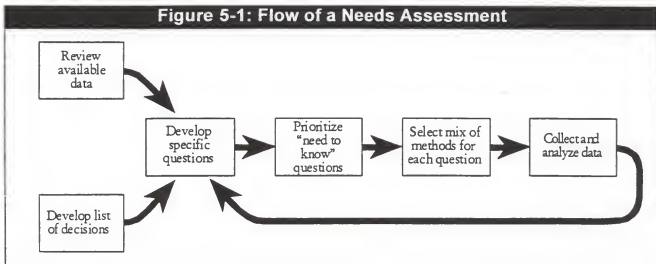 Figure 5-1: Flow of a Needs Assessment
Review
available
data
Develop
specific
questions
Prioritize
"need to
know"
questions
Select mix of
methods for
each question
Collect and
analyze data
Develop list
of decisions